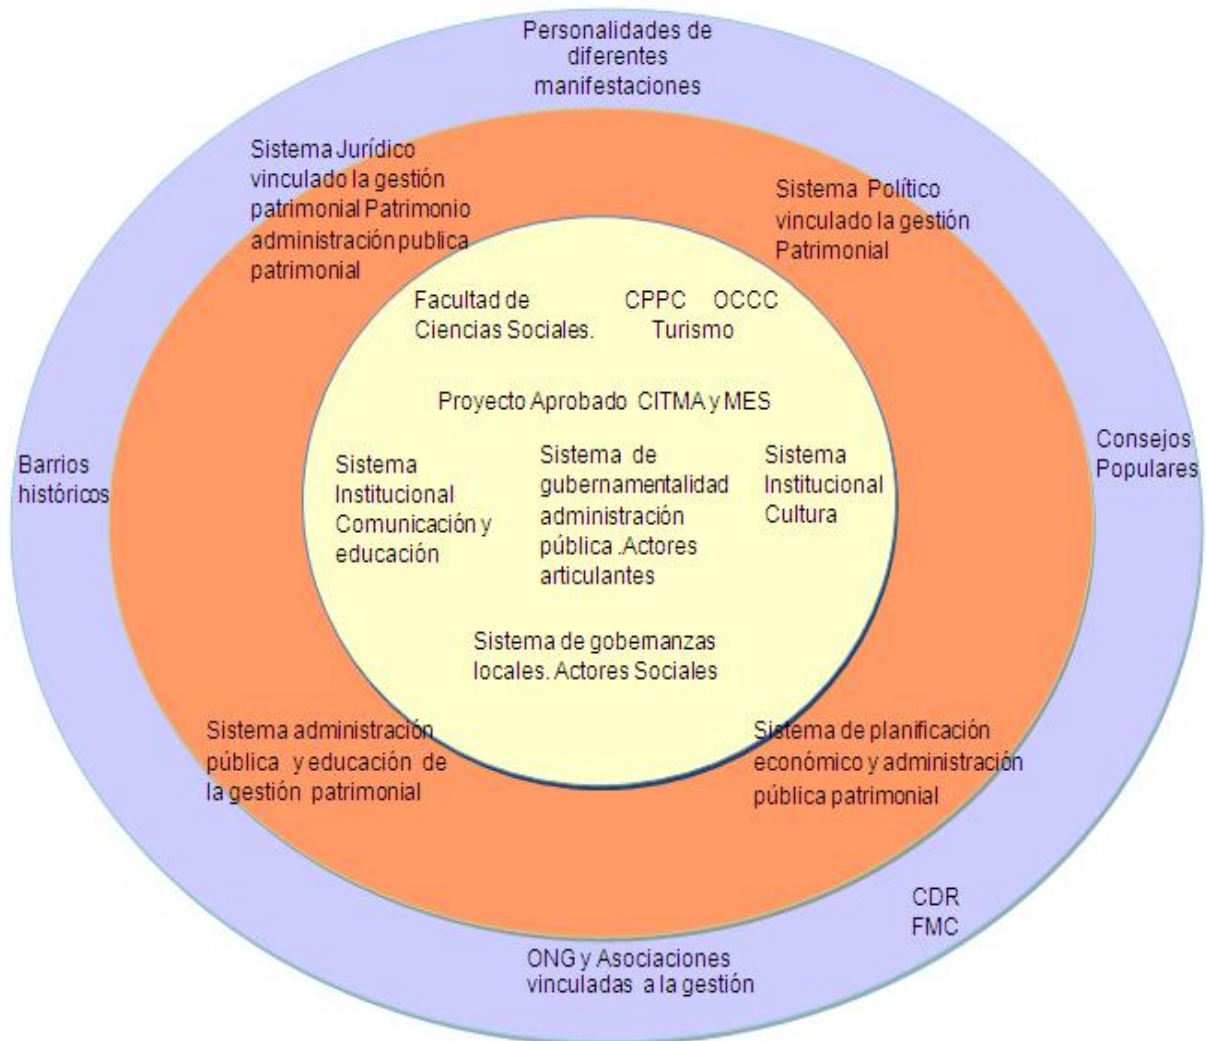 Personalidades de
diferentes
manifestaciones
Sistema Jurídico
vinculado la gestión
patrimonial Patrimonio
administración publica
patrimonial
Sistema Político
vinculado la gestión
Patrimonial
Facultad de
Ciencias Sociales.
CPPC OCCC
Turismo
Proyecto Aprobado CITMA y MES
Barrios
históricos
Sistema
Institucional
Comunicación y
educación
Sistema de
gubernamentalidad
administración
pública .Actores
articulantes
Sistema
Institucional
Cultura
Consejos
Populares
Sistema de gobernanzas
locales. Actores Sociales
Sistema administración
pública y educación de
la gestión patrimonial
Sistema de planificación
económico y administración
pública patrimonial
CDR
FMC
ONG y Asociaciones
vinculadas a la gestión